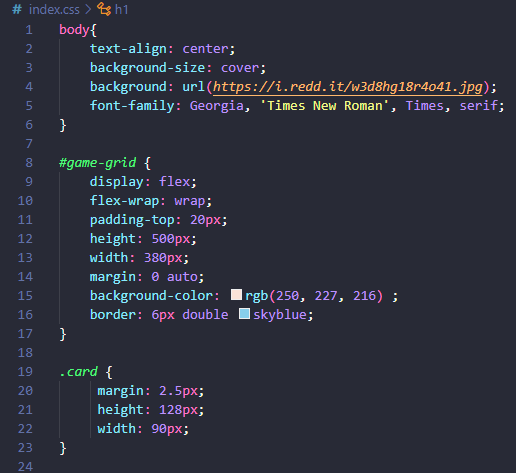 # index.css > h1
1 body{
2 text-align: center;
3 background-size: cover;
4 background: url(https://i.redd.it/w3d8hg18r4o41.jpg);
5 font-family: Georgia, 'Times New Roman', Times, serif;
6 }
7
8 #game-grid {
9 display: flex;
10 flex-wrap: wrap;
11 padding-top: 20px;
12 height: 500px;
13 width: 380px;
14 margin: 0 auto;
15 background-color: rgb(250, 227, 216) ;
16 border: 6px double skyblue;
17 }
18
19 .card {
20 margin: 2.5px;
21 height: 128px;
22 width: 90px;
23 }
24